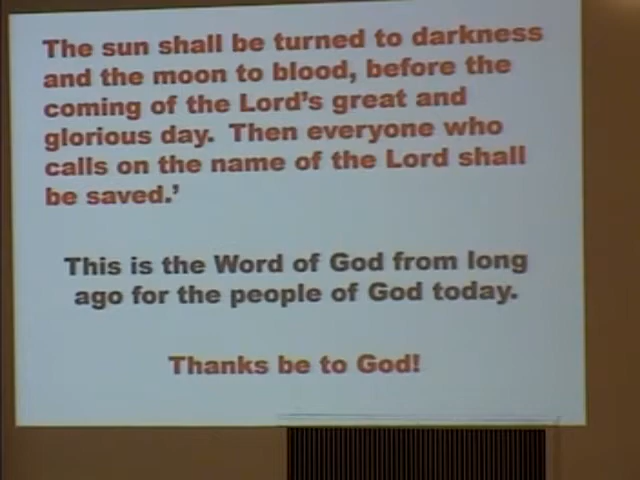 The sun shall be turned to darkness
and the moon to blood, before the
coming of the Lord's great and
glorious day. Then everyone who
calls on the name of the Lord shall
be saved.'
This is the Word of God from long
ago for the people of God today.
Thanks be to God!